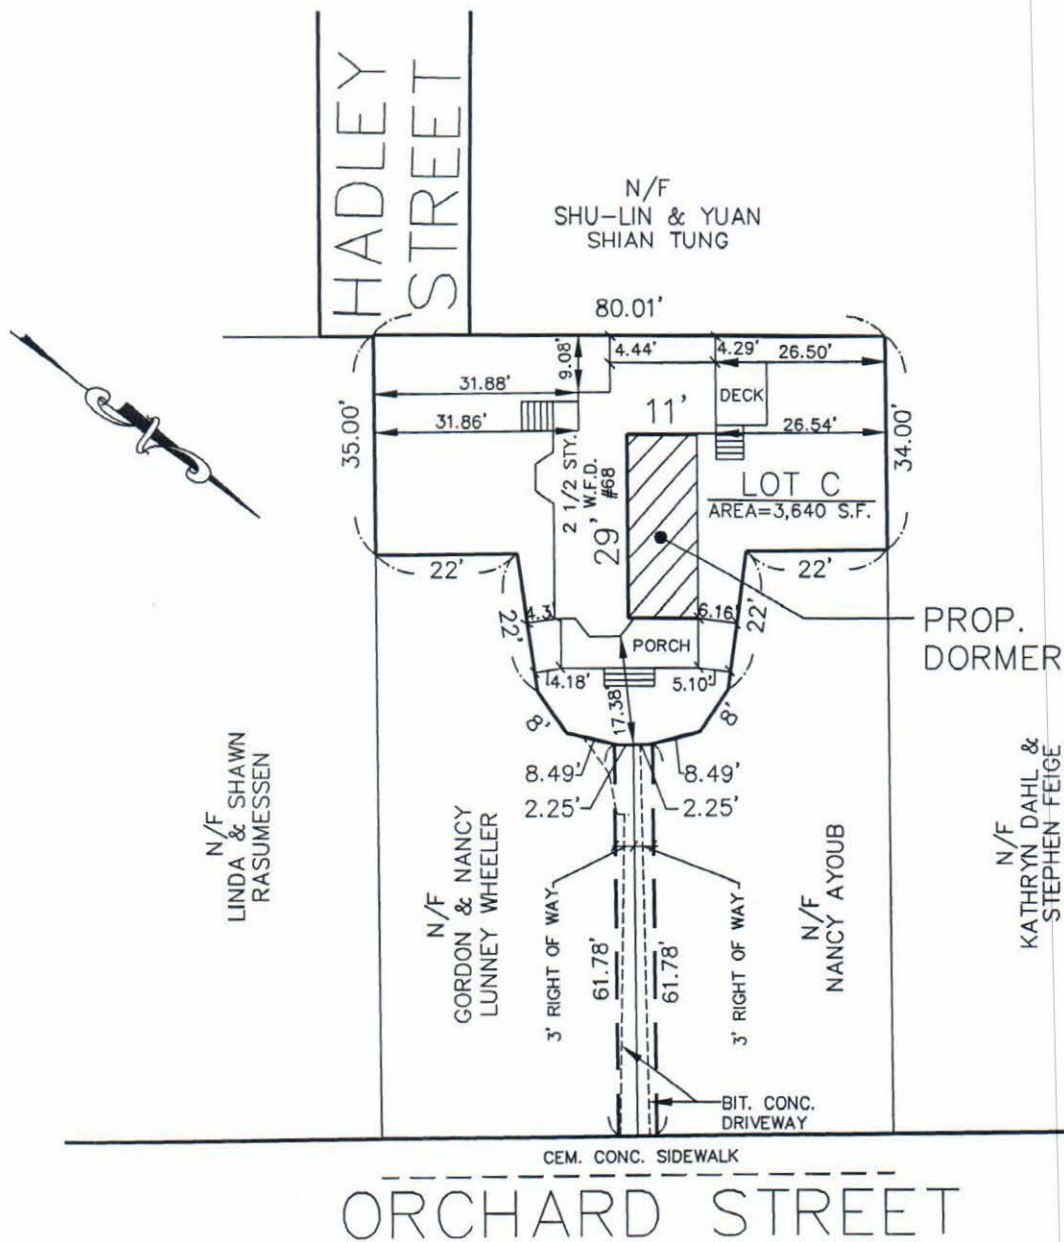 HADLEY
STREET
N/F
SHU-LIN & YUAN
SHIAN TUNG
80.01'
4.44'
4.29'
26.50'
9.08'
31.88'
DECK
11'
31.86'
26.54'
35.00'
34.00'
2 1/2 STY.
W.F.D.
#68
29'
LOT C
AREA=3,640 S.F.
22'
22'
22'
4.3'
6.16'
22'
PROP.
DORMER
PORCH
4.18'
5.10'
17.38'
8'
8'
8.49'
8.49'
2.25'
2.25'
N/F
LINDA & SHAWN
RASUMESSEN
N/F
GORDON & NANCY
LUNNEY WHEELER
3' RIGHT OF WAY
61.78'
61.78'
3' RIGHT OF WAY
N/F
NANCY AYOUB
N/F
KATHRYN DAHL &
STEPHEN FEIGE
BIT. CONC.
DRIVEWAY
CEM. CONC. SIDEWALK
ORCHARD STREET